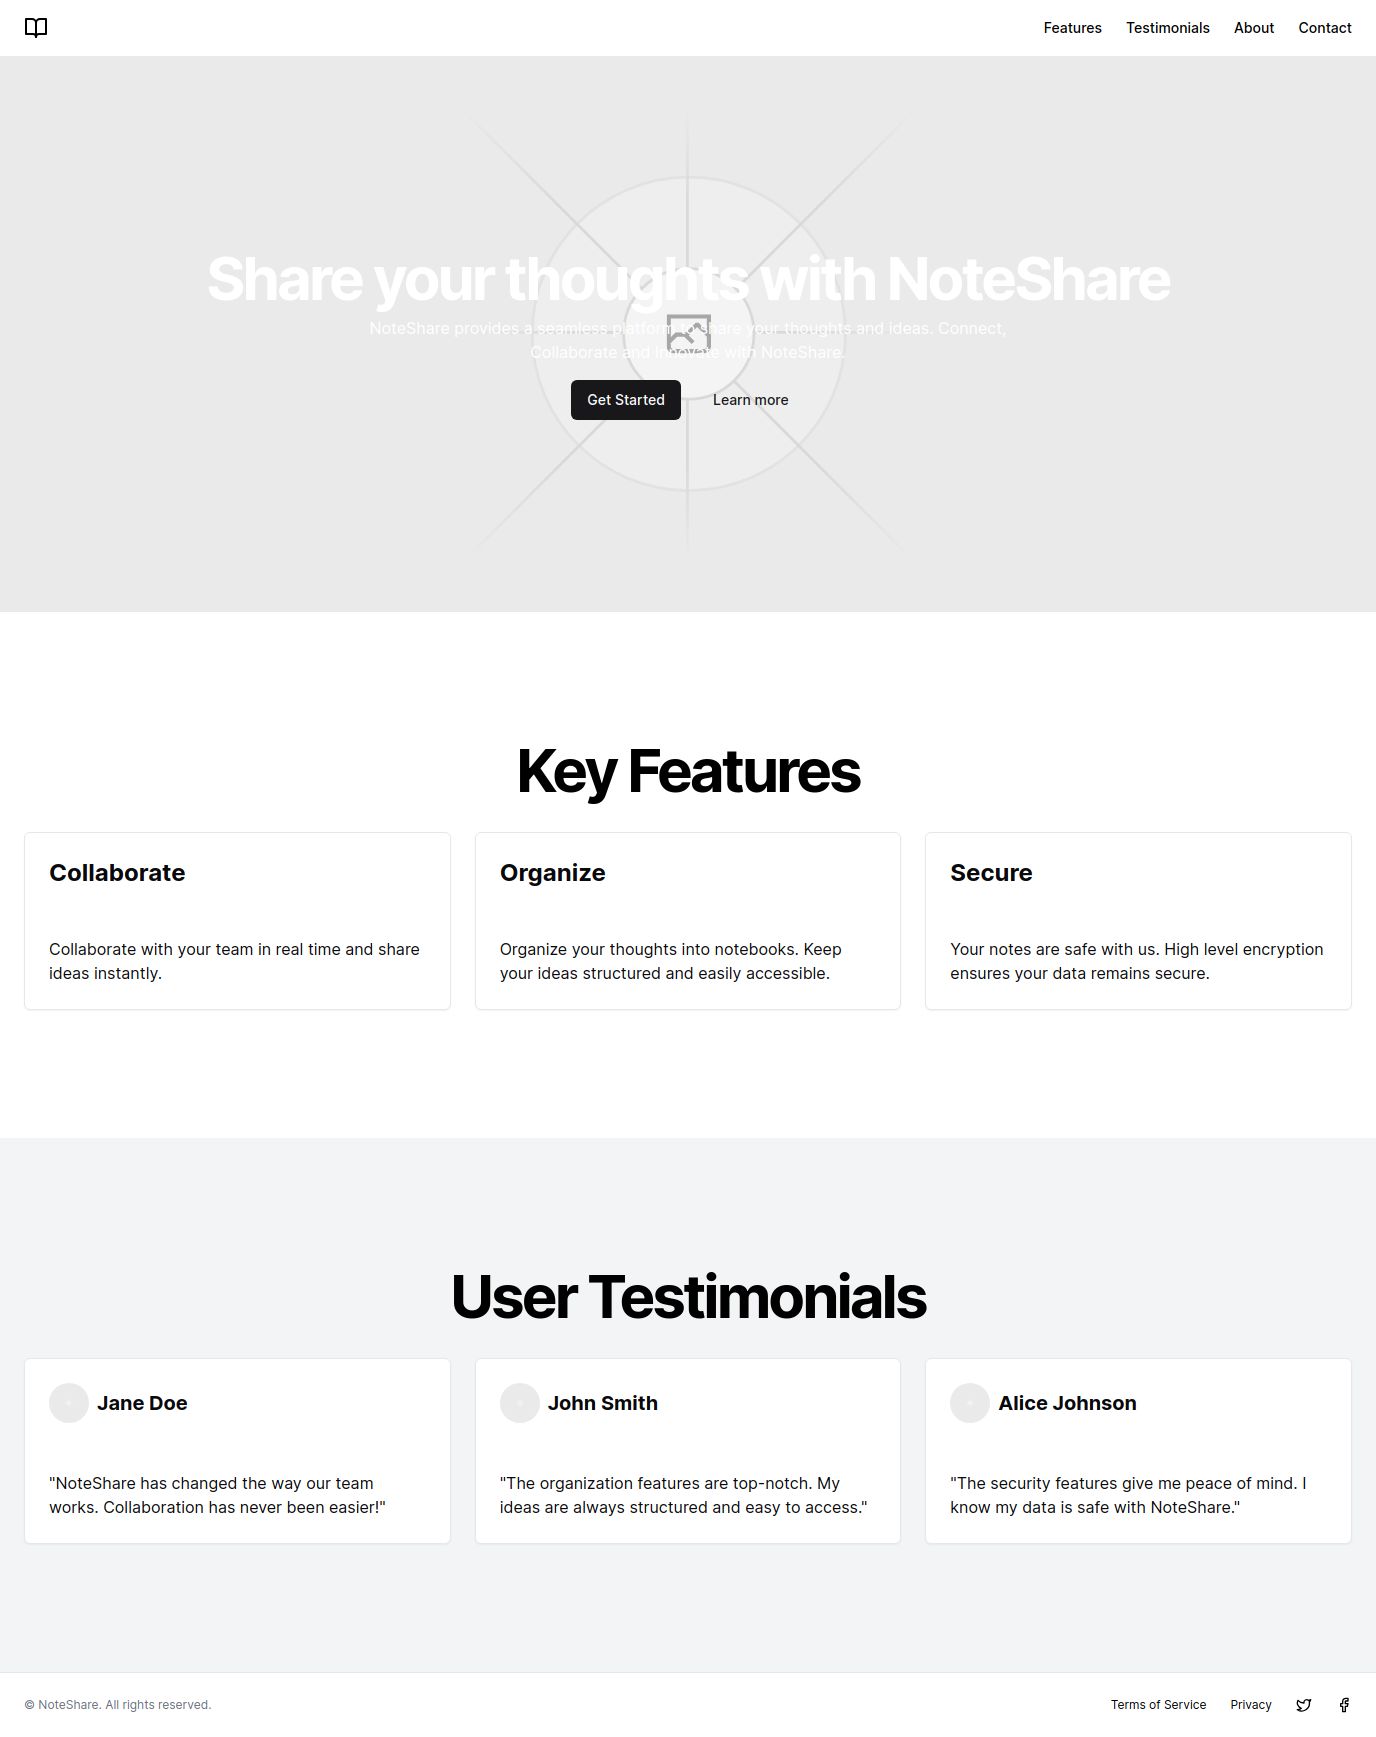 Features Testimonials About Contact
Share your thoughts with NoteShare
NoteShare provides a seamless platform to share your thoughts and ideas. Connect,
Collaborate and Innovate with NoteShare.
Get Started Learn more
Key Features
Collaborate
Collaborate with your team in real time and share
ideas instantly.
Organize
Organize your thoughts into notebooks. Keep
your ideas structured and easily accessible.
Secure
Your notes are safe with us. High level encryption
ensures your data remains secure.
User Testimonials
Jane Doe
"NoteShare has changed the way our team
works. Collaboration has never been easier!"
John Smith
"The organization features are top-notch. My
ideas are always structured and easy to access."
Alice Johnson
"The security features give me peace of mind. I
know my data is safe with NoteShare."
© NoteShare. All rights reserved.
Terms of Service Privacy